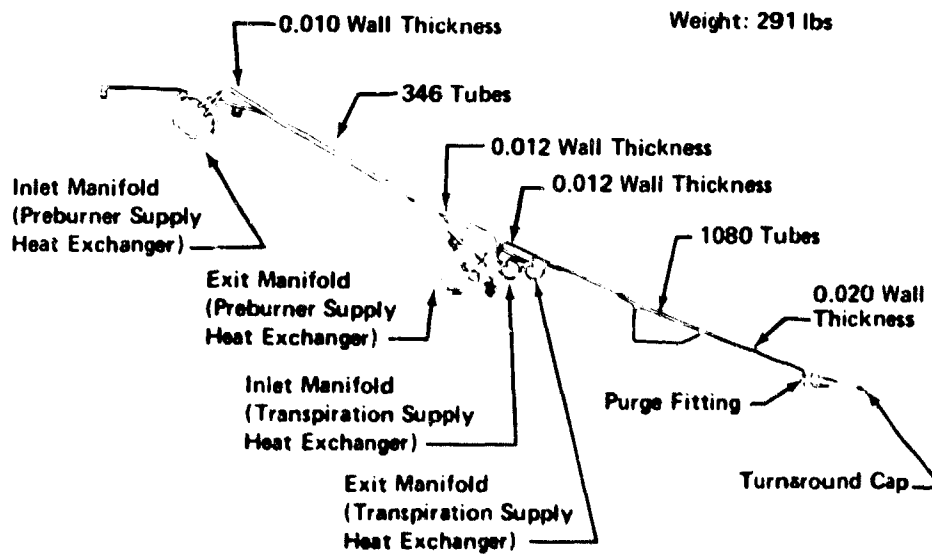 0.010 Wall Thickness
Weight: 291 lbs
346 Tubes
0.012 Wall Thickness
0.012 Wall Thickness
Inlet Manifold
(Preburner Supply
Heat Exchanger)
1080 Tubes
Exit Manifold
(Preburner Supply
Heat Exchanger)
0.020 Wall
Thickness
Inlet Manifold
(Transpiration Supply
Heat Exchanger)
Purge Fitting
Turnaround Cap
Exit Manifold
(Transpiration Supply
Heat Exchanger)